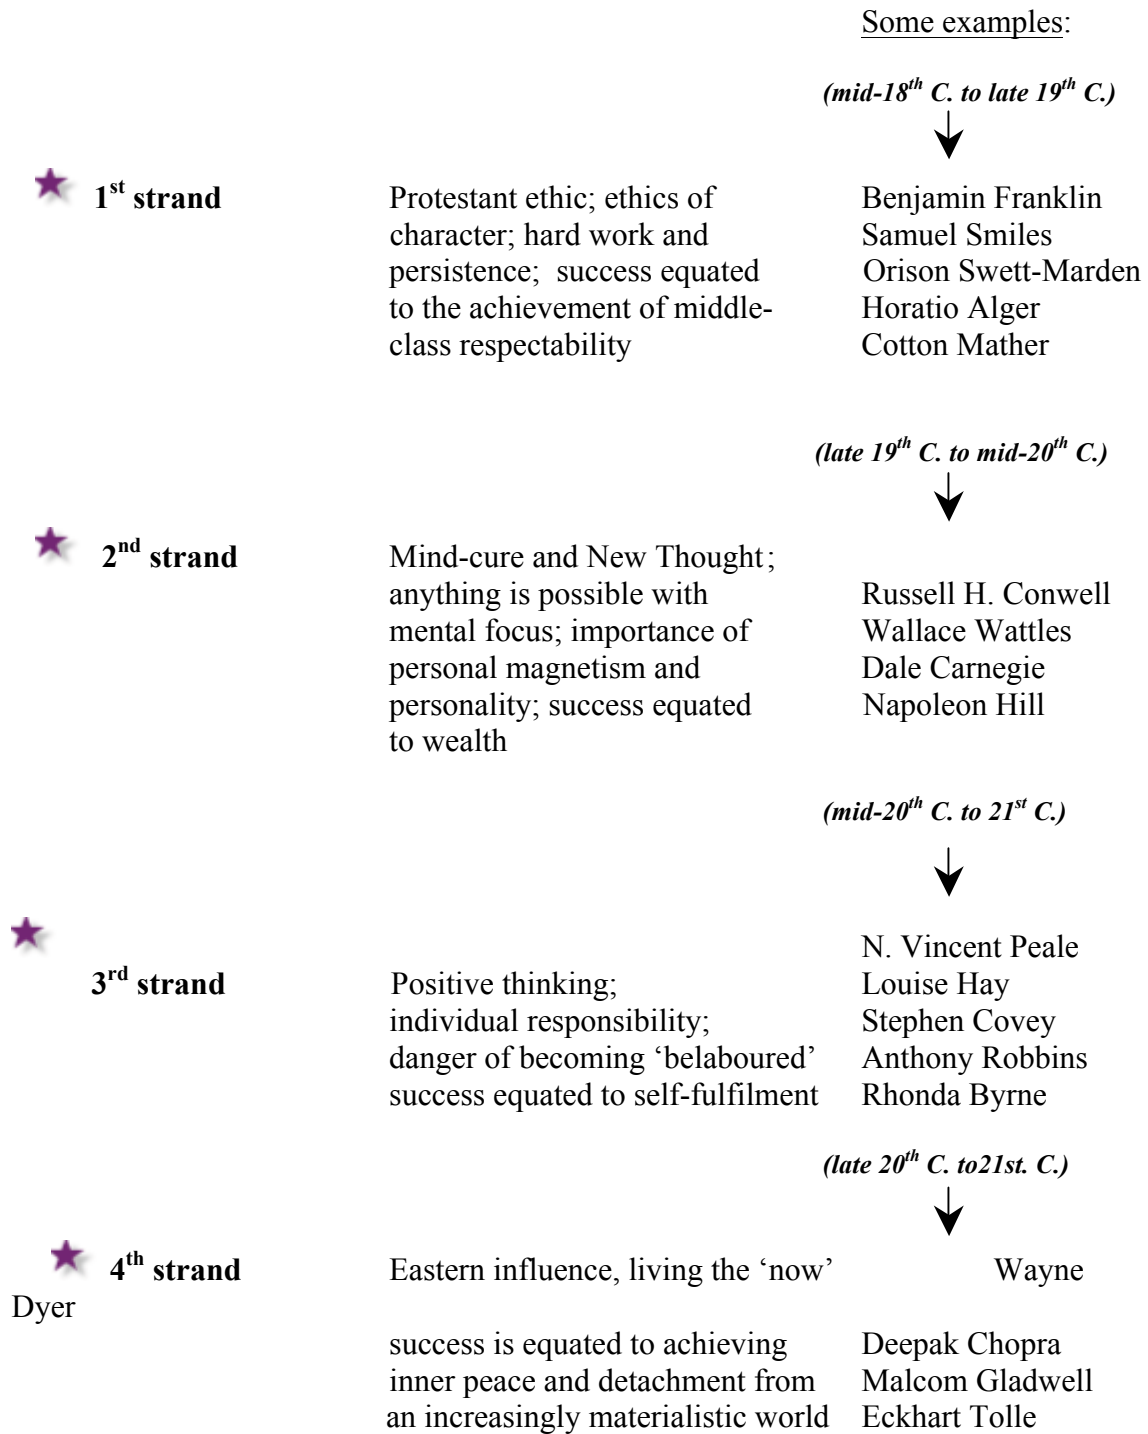 Some examples:
(mid-18th C. to late 19th C.)
1st strand Protestant ethic; ethics of Benjamin Franklin
character; hard work and Samuel Smiles
persistence; success equated Orison Swett-Marden
to the achievement of middle- Horatio Alger
class respectability Cotton Mather
(late 19th C. to mid-20th C.)
2nd strand Mind-cure and New Thought;
anything is possible with Russell H. Conwell
mental focus; importance of Wallace Wattles
personal magnetism and Dale Carnegie
personality; success equated Napoleon Hill
to wealth
(mid-20th C. to 21st C.)
N. Vincent Peale
3rd strand Positive thinking; Louise Hay
individual responsibility; Stephen Covey
danger of becoming ‘belaboured’ Anthony Robbins
success equated to self-fulfilment Rhonda Byrne
(late 20th C. to21st. C.)
4th strand Eastern influence, living the ‘now’ Wayne
Dyer
success is equated to achieving Deepak Chopra
inner peace and detachment from Malcom Gladwell
an increasingly materialistic world Eckhart Tolle